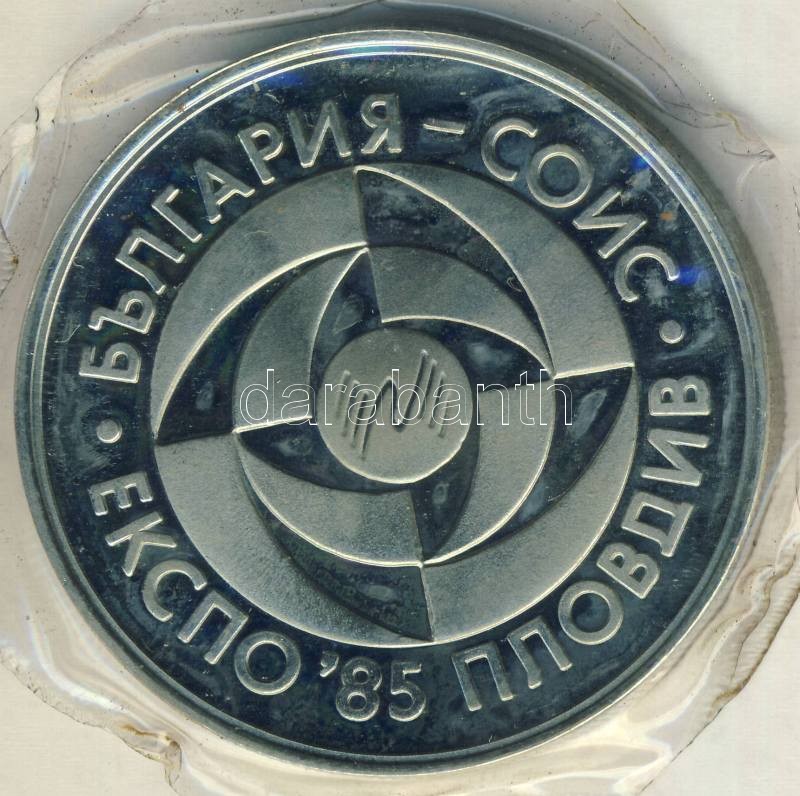 БЪЛГАРИЯ – СОИС
• ЕКСПО '85 ПЛОВДИВ •
darabanth